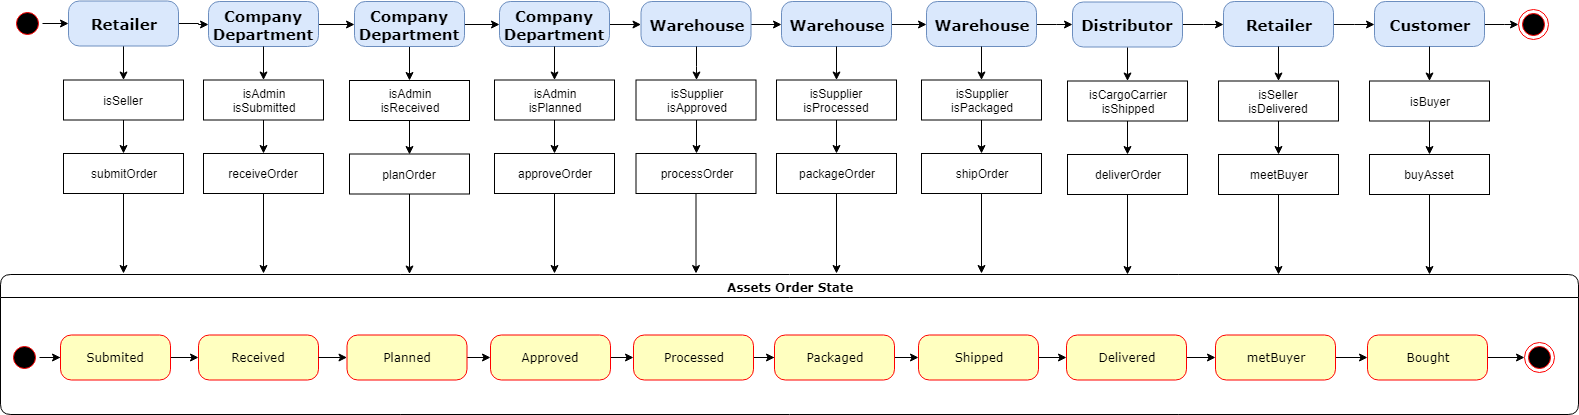 Retailer
Company
Department
Company
Department
Company
Department
Warehouse
Warehouse
Warehouse
Distributor
Retailer
Customer
isSeller
isAdmin
isSubmitted
isAdmin
isReceived
isAdmin
isPlanned
isSupplier
isApproved
isSupplier
isProcessed
isSupplier
isPackaged
isCargoCarrier
isShipped
isSeller
isDelivered
isBuyer
submitOrder
receiveOrder
planOrder
approveOrder
processOrder
packageOrder
shipOrder
deliverOrder
meetBuyer
buyAsset
Assets Order State
Submited
Received
Planned
Approved
Processed
Packaged
Shipped
Delivered
metBuyer
Bought